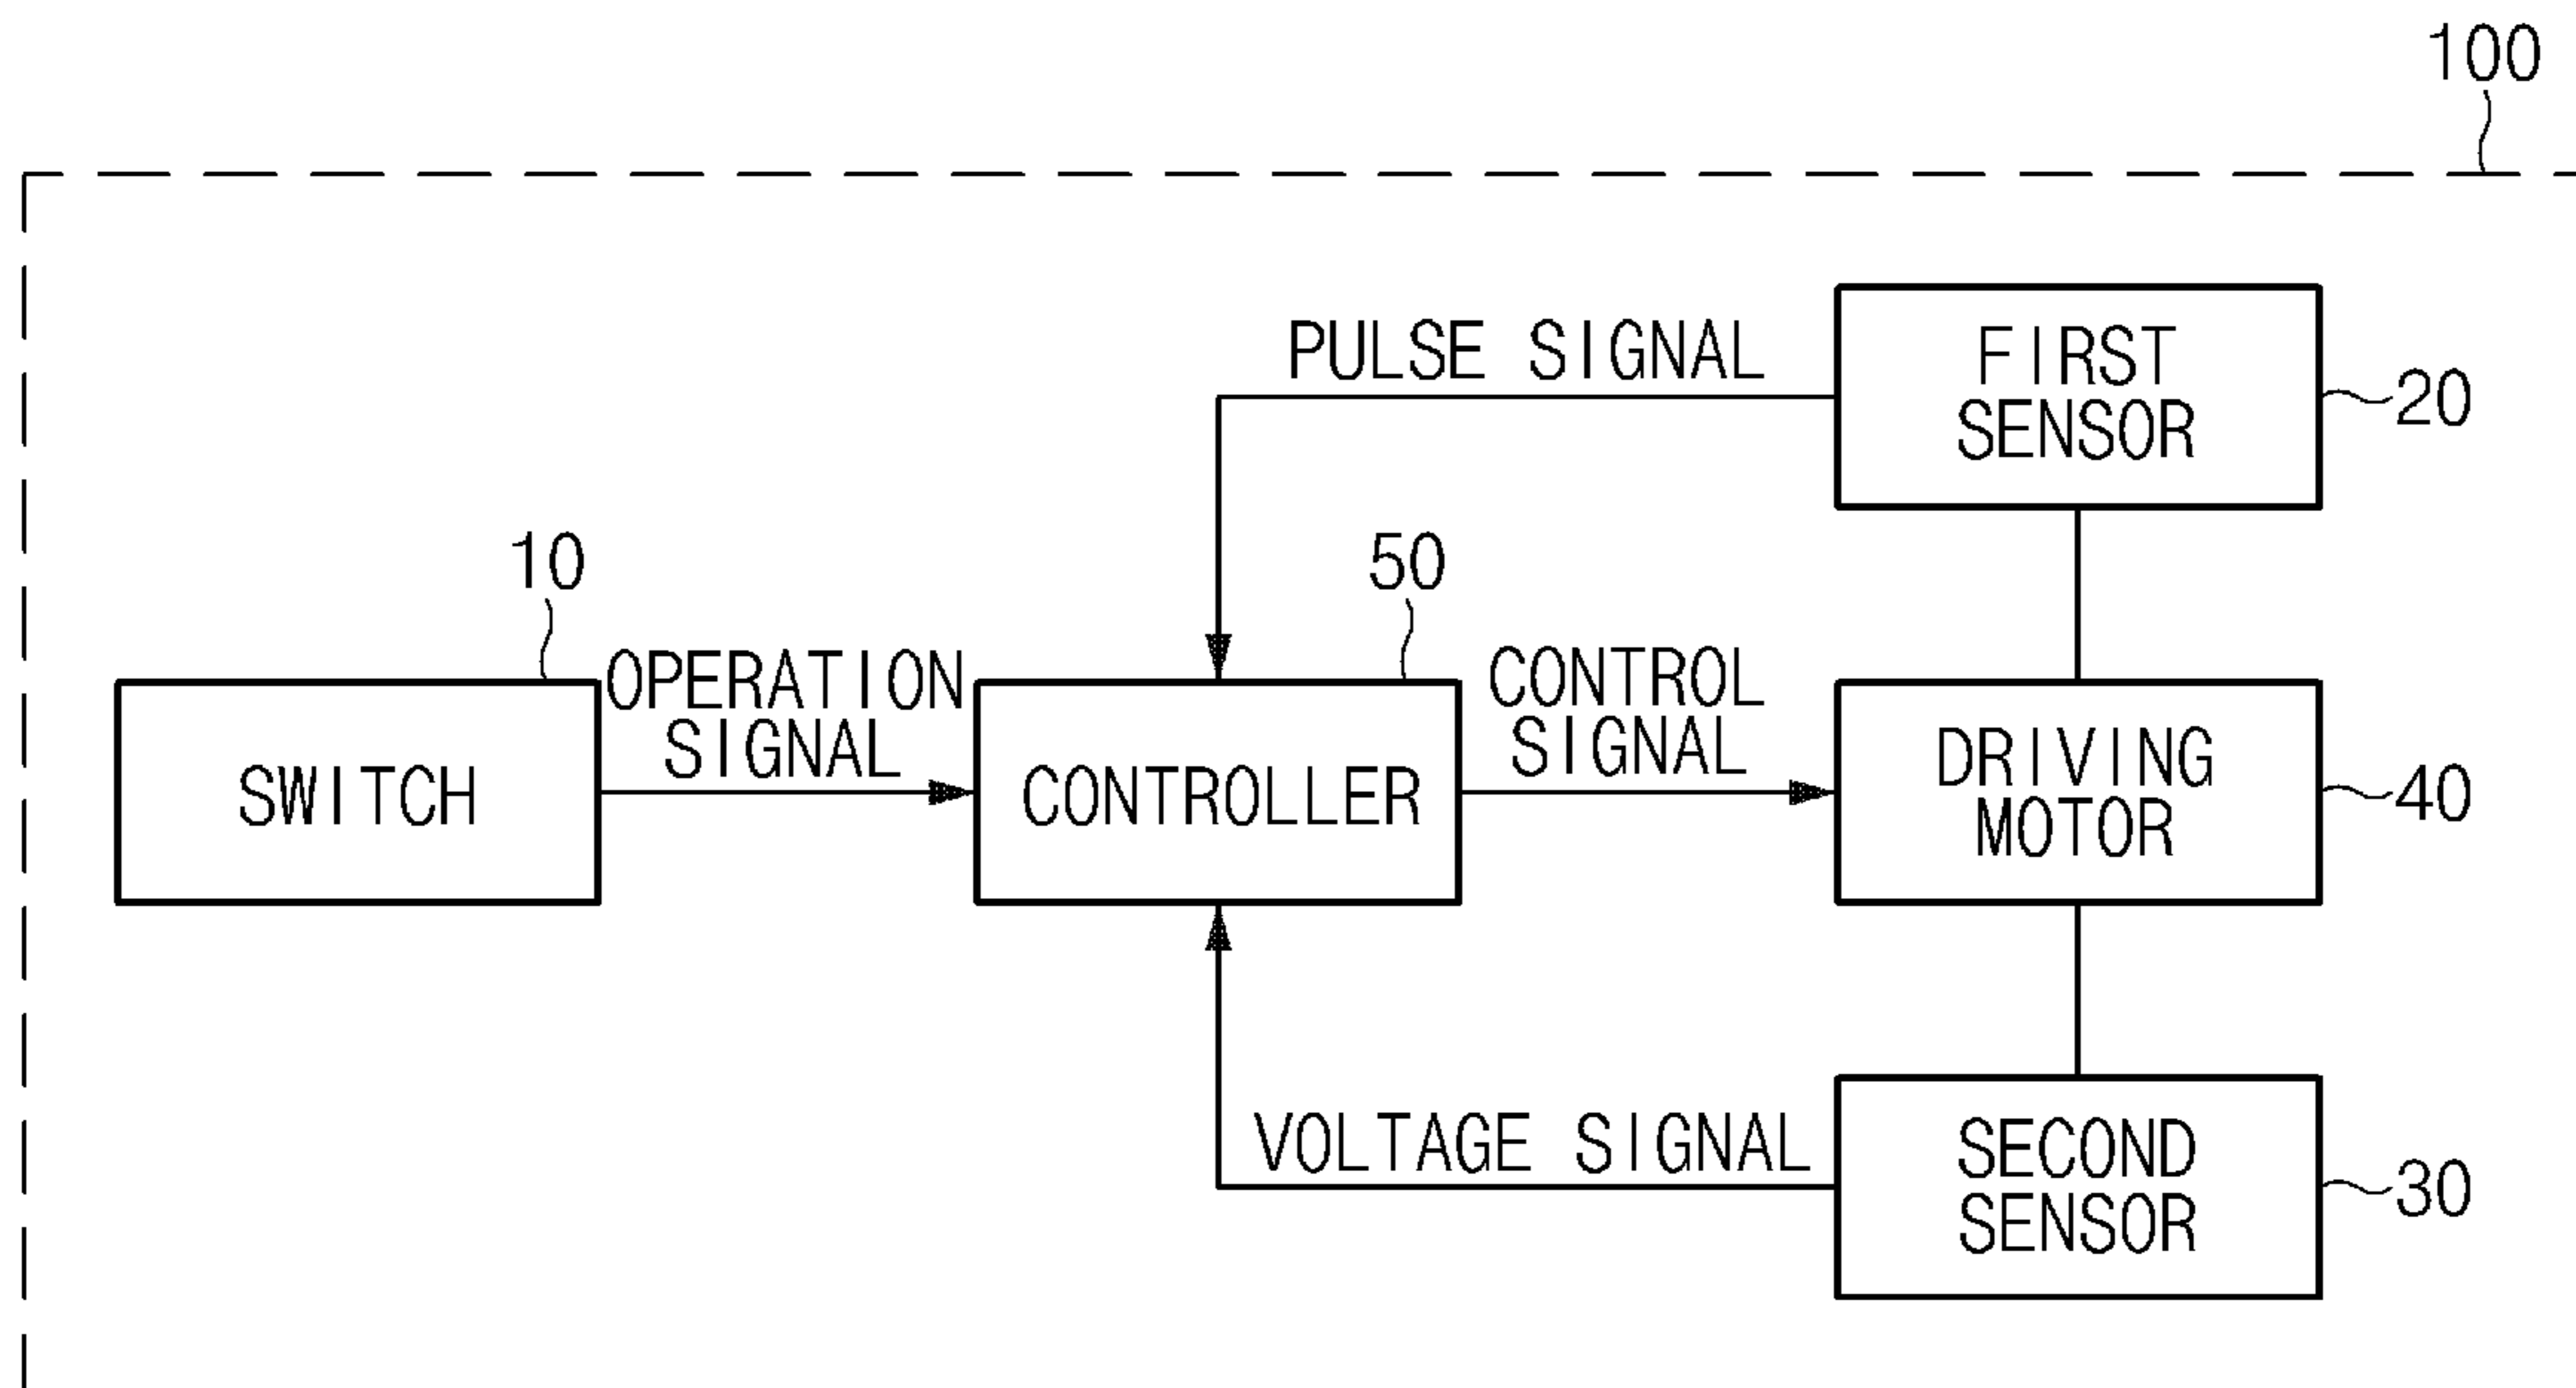 100
PULSE SIGNAL
FIRST
SENSOR
20
10
50
OPERATION
SIGNAL
CONTROL
SIGNAL
SWITCH
CONTROLLER
DRIVING
MOTOR
40
VOLTAGE SIGNAL
SECOND
SENSOR
30